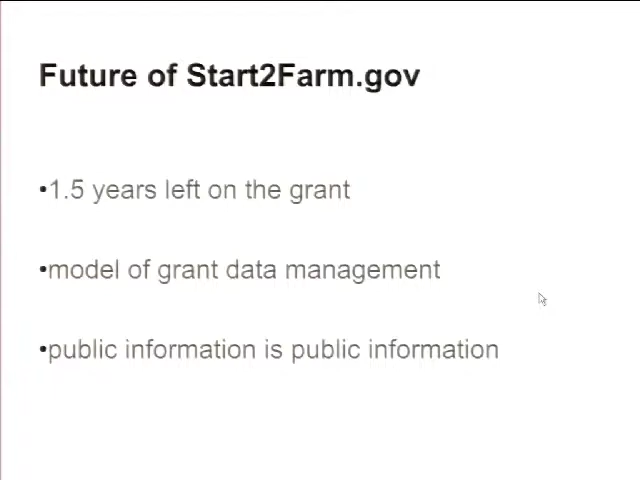 Future of Start2Farm.gov
•1.5 years left on the grant
•model of grant data management
•public information is public information